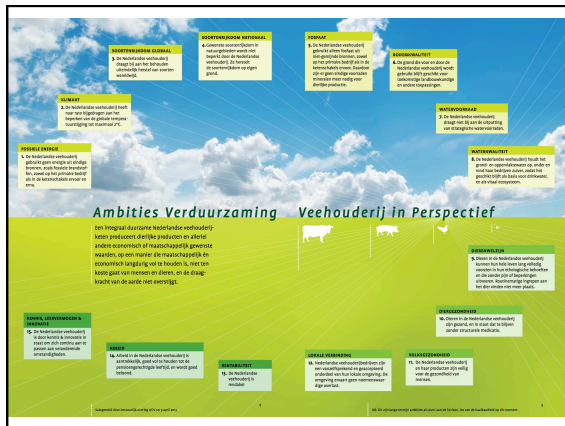 SOORTENRIJKDOM GLOBAAL
3. De Nederlandse veehouderij
draagt bij aan het behouden
uiteindelijk herstel van soorten
wereldwijd.
SOORTENRIJKDOM NATIONAAL
4. Gewenste soortenrijkdom in
natuurgebieden wordt niet
beperkt door de Nederlandse
veehouderij. Ze herstelt
de soortenrijkdom op eigen
grond.
FOSFAAT
5. De Nederlandse veehouderij
gebruikt alleen fosfaat uit
niet-gemijnde bronnen, zowel
op het primaire bedrijf als in de
ketenschakels ervoor. Daardoor
zijn er geen eindige voorraden
mineralen meer nodig voor
dierlijke productie.
BODEMKWALITEIT
6. De grond die voor en door de
Nederlandse veehouderij wordt
gebruikt blijft geschikt voor
toekomstige landbouwkundige
en andere toepassingen.
KLIMAAT
2. De Nederlandse veehouderij heeft
naar rato bijgedragen aan het
beperken van de globale tempera-
tuurstijging tot maximaal 2°C.
WATERVOORRAAD
7. De Nederlandse veehouderij
draagt niet bij aan de uitputting
van strategische watervoorraden.
FOSSIELE ENERGIE
1. De Nederlandse veehouderij
gebruikt geen energie uit eindige
bronnen, zoals fossiele brandstof-
fen, zowel op het primaire bedrijf
als in de ketenschakels ervoor en
erna.
WATERKWALITEIT
8. De Nederlandse veehouderij houdt het
grond- en oppervlaktewater op, onder en
rond haar bedrijven zuiver, zodat het
geschikt blijft als basis voor drinkwater,
en als vitaal ecosysteem.
Ambities Verduurzaming Veehouderij in Perspectief
Een integraal duurzame Nederlandse veehouderij-
keten produceert dierlijke producten en allerlei
andere economisch of maatschappelijk gewenste
waarden, op een manier die maatschappelijk én
economisch langdurig vol te houden is, niet ten
koste gaat van mensen en dieren, en de draag-
kracht van de aarde niet overstijgt.
DIERENWELZIJN
9. Dieren in de Nederlandse veehouderij
kunnen hun hele leven lang volledig
voorzien in hun ethologische behoeften
en die zonder pijn of beperkingen
uitvoeren. Routinematige ingrepen aan
het dier vinden niet meer plaats.
DIERGEZONDHEID
10. Dieren in de Nederlandse veehouderij
zijn gezond, en in staat dat te blijven
zonder structurele medicatie.
KENNIS, LEERVERMOGEN &
INNOVATIE
15. De Nederlandse veehouderij
is door kennis & innovatie in
staat om zich continu aan te
passen aan veranderende
omstandigheden.
ARBEID
14. Arbeid in de Nederlandse veehouderij is
aantrekkelijk, goed vol te houden tot de
pensioengerechtigde leeftijd, en wordt goed
beloond.
RENTABILITEIT
13. De Nederlandse veehouderij is
rendabel
LOKALE VERBINDING
12. Nederlandse veehouderijbedrijven zijn
een vanzelfsprekend en geaccepteerd
onderdeel van hun lokale omgeving. De
omgeving ervaart geen noemenswaar-
dige overlast.
VOLKSGEZONDHEID
11. De Nederlandse veehouderij
en haar producten zijn veilig
voor de gezondheid van
mensen.